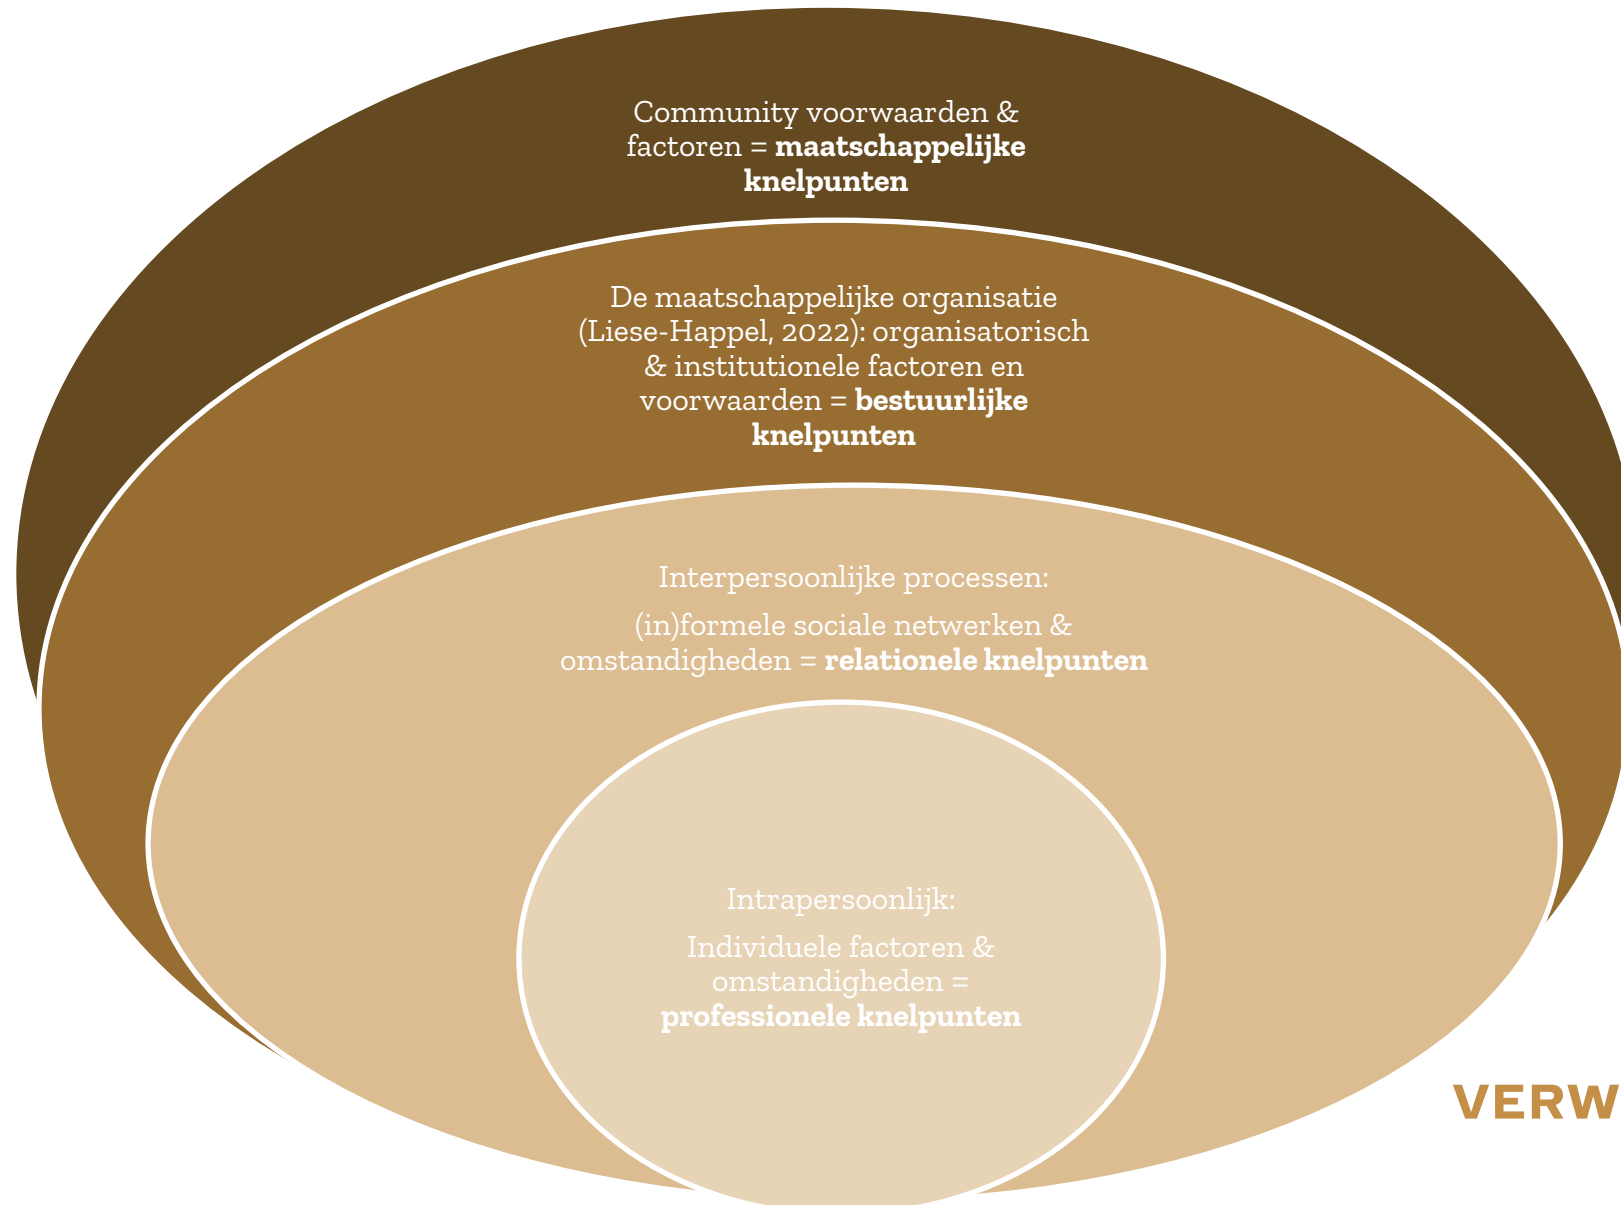 Community voorwaarden &
factoren = maatschappelijke
knelpunten
De maatschappelijke organisatie
(Liese-Happel, 2022): organisatorisch
& institutionele factoren en
voorwaarden = bestuurlijke
knelpunten
Interpersoonlijke processen:
(in)formele sociale netwerken &
omstandigheden = relationele knelpunten
Intrapersoonlijk:
Individuele factoren &
omstandigheden =
professionele knelpunten
VERW